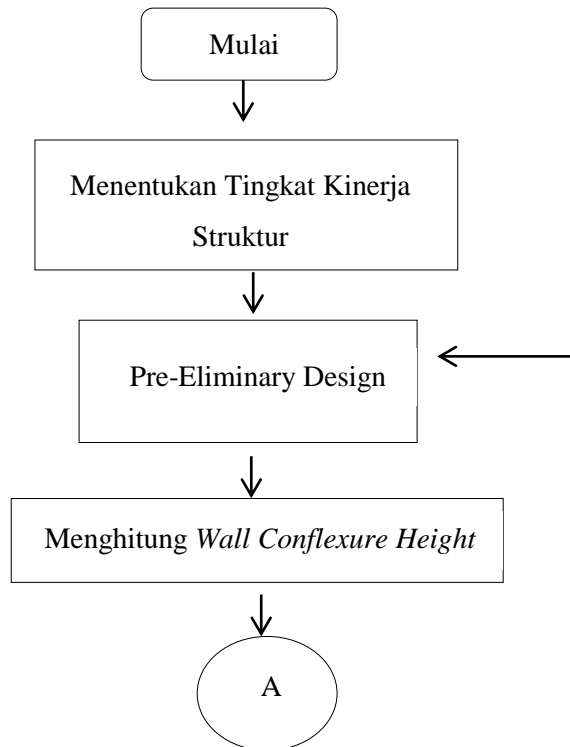 Mulai
Menentukan Tingkat Kinerja
Struktur
Pre-Eliminary Design
Menghitung Wall Conflexure Height
A